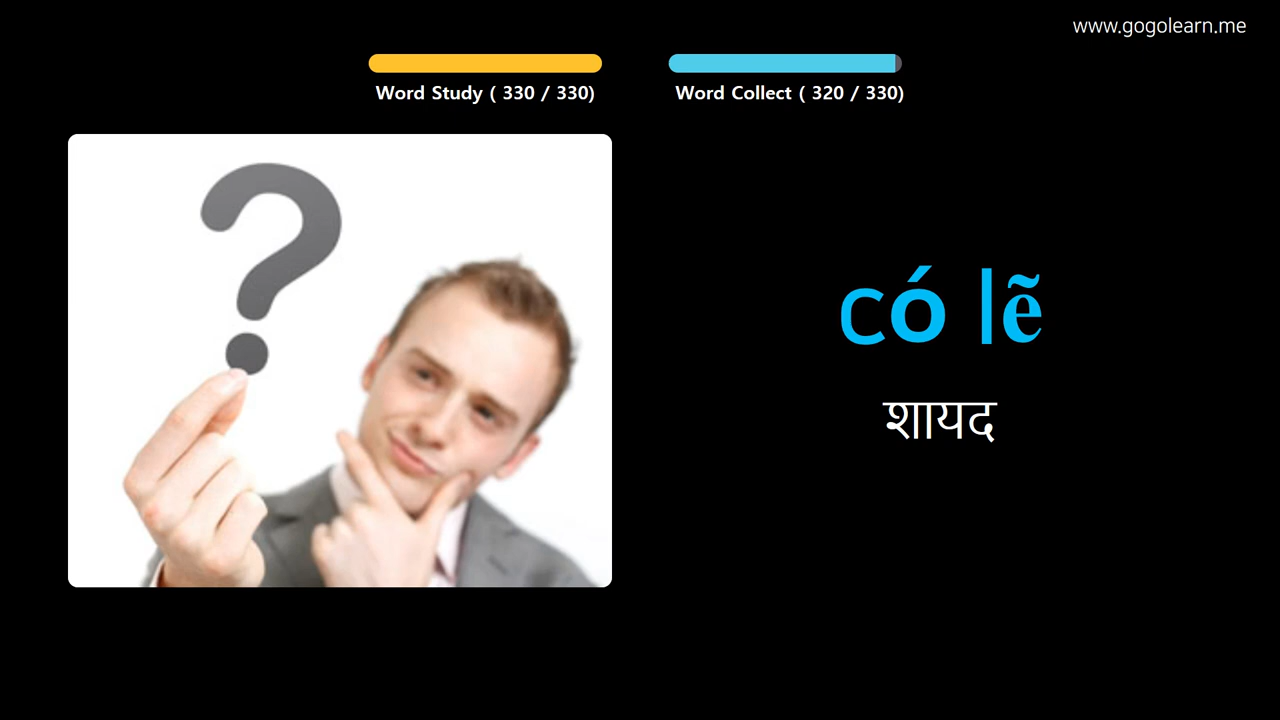 www.gogolearn.me
Word Study ( 330 / 330)
Word Collect ( 320 / 330)
?
có lẽ
शायद